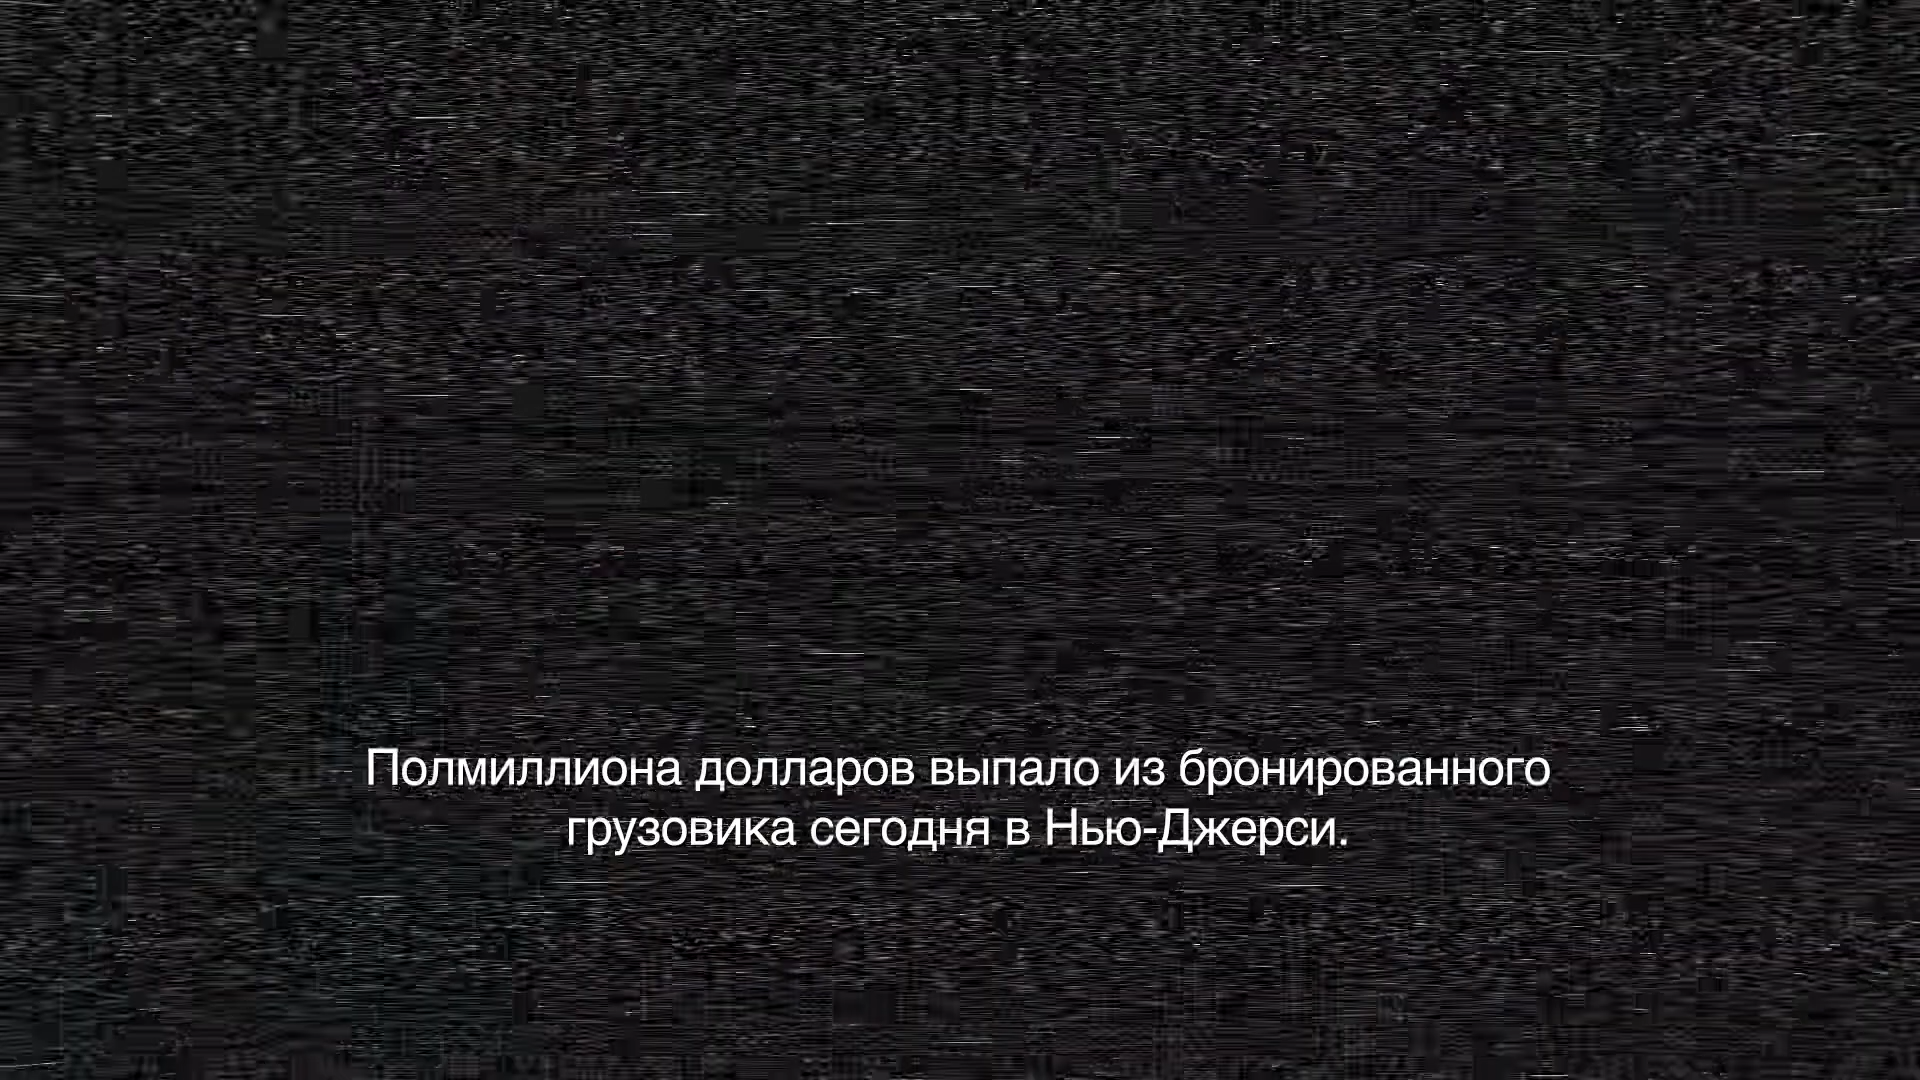 Полмиллиона долларов выпало из бронированного
грузовика сегодня в Нью-Джерси.